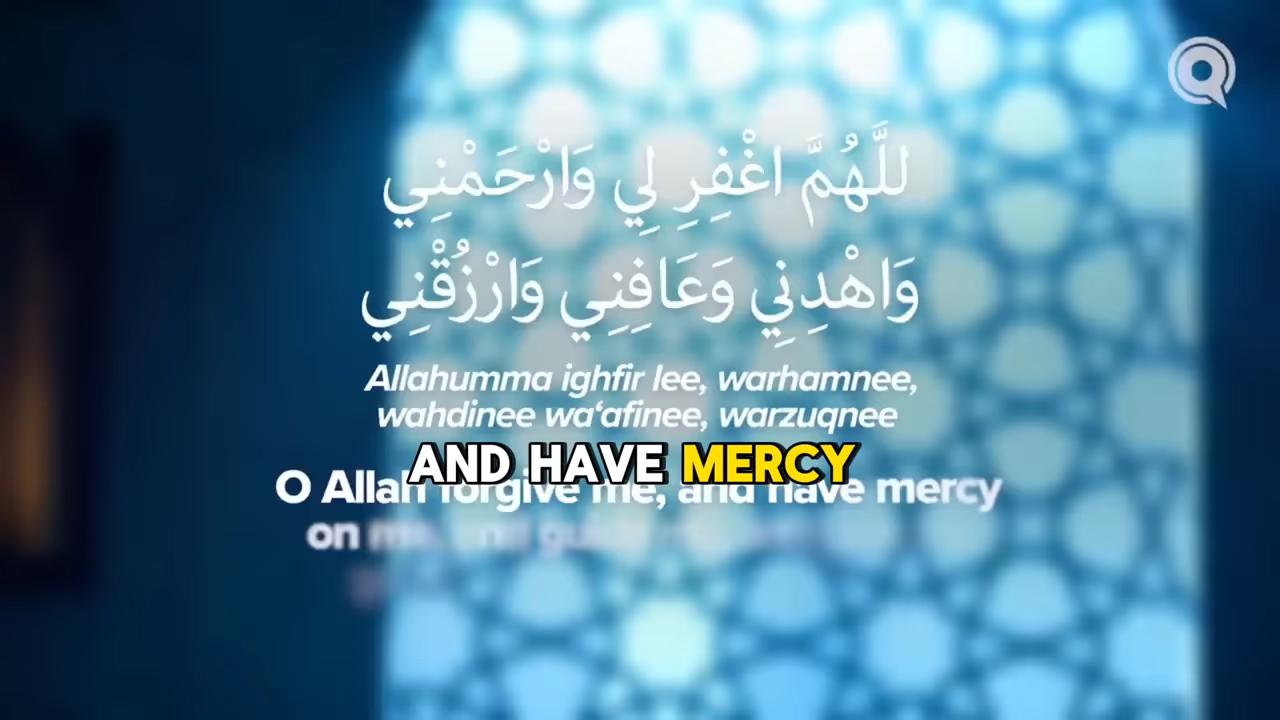 للَّهُمَّ اغْفِرِ لِي وَارْحَمْنِي
وَاهْدِنِي وَعَافِنِي وَارْزُقْنِي
Allahumma ighfir lee, warhamnee,
wahdinee wa‘afinee, warzuqnee
AND HAVE MERCY
O Allah forgive me, and have mercy
on me, and